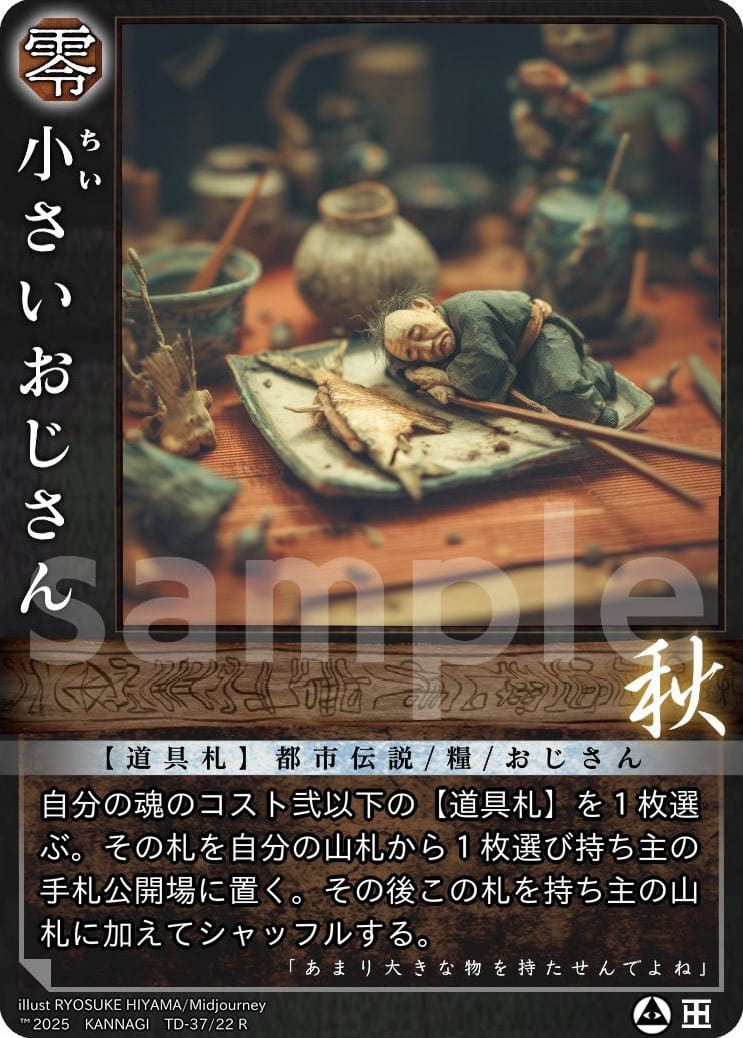 零
小さいおじさん
ちい
sample
秋
【道具札】都市伝説/糧/おじさん
自分の魂のコスト弐以下の【道具札】を１枚選
ぶ。その札を自分の山札から１枚選び持ち主の
手札公開場に置く。その後この札を持ち主の山
札に加えてシャッフルする。
「あまり大きな物を持たせんでよね」
illust RYOSUKE HIYAMA/Midjourney
™2025 KANNAGI TD-37/22 R